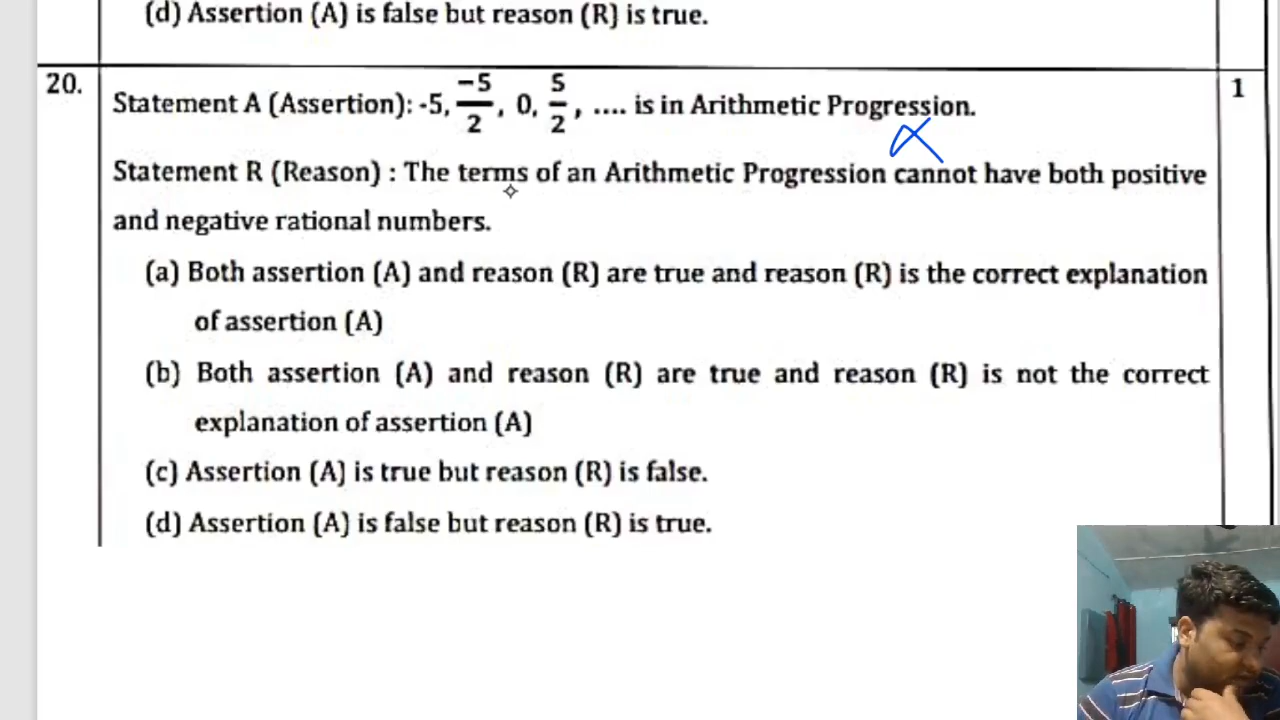 (d) Assertion (A) is false but reason (R) is true.
20. Statement A (Assertion): -5, -5/2, 0, 5/2, .... is in Arithmetic Progression. 1
Statement R (Reason) : The terms of an Arithmetic Progression cannot have both positive
and negative rational numbers.
(a) Both assertion (A) and reason (R) are true and reason (R) is the correct explanation
of assertion (A)
(b) Both assertion (A) and reason (R) are true and reason (R) is not the correct
explanation of assertion (A)
(c) Assertion (A) is true but reason (R) is false.
(d) Assertion (A) is false but reason (R) is true.